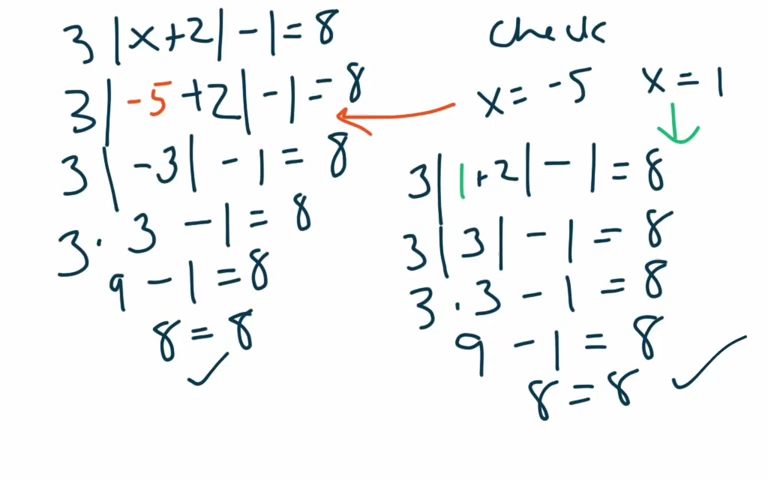 3|x+2| - 1 = 8
3|-5+2| - 1 = 8
3|-3| - 1 = 8
3 · 3 - 1 = 8
9 - 1 = 8
8 = 8 ✓
check
x = -5 x = 1
3|1+2| - 1 = 8
3|3| - 1 = 8
3 · 3 - 1 = 8
9 - 1 = 8
8 = 8 ✓